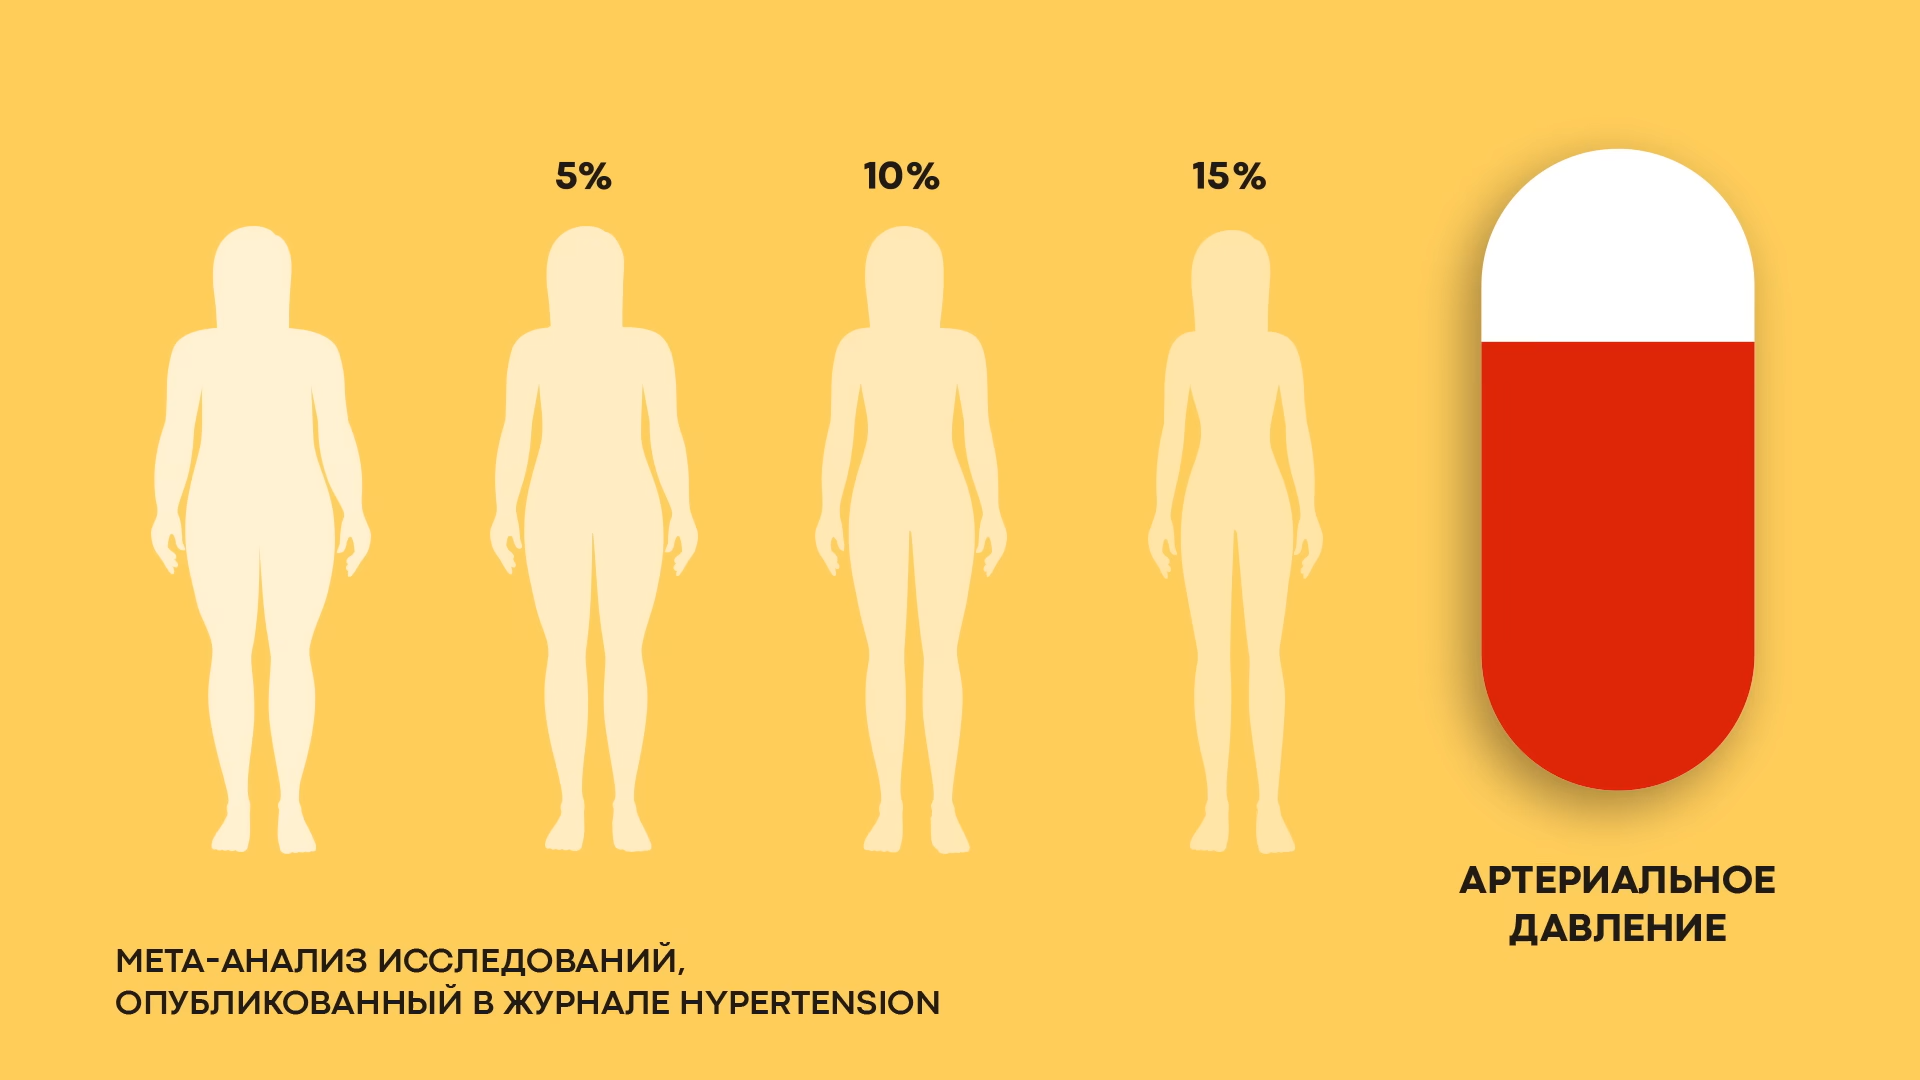 5%
10%
15%
АРТЕРИАЛЬНОЕ
ДАВЛЕНИЕ
МЕТА-АНАЛИЗ ИССЛЕДОВАНИЙ,
ОПУБЛИКОВАННЫЙ В ЖУРНАЛЕ HYPERTENSION